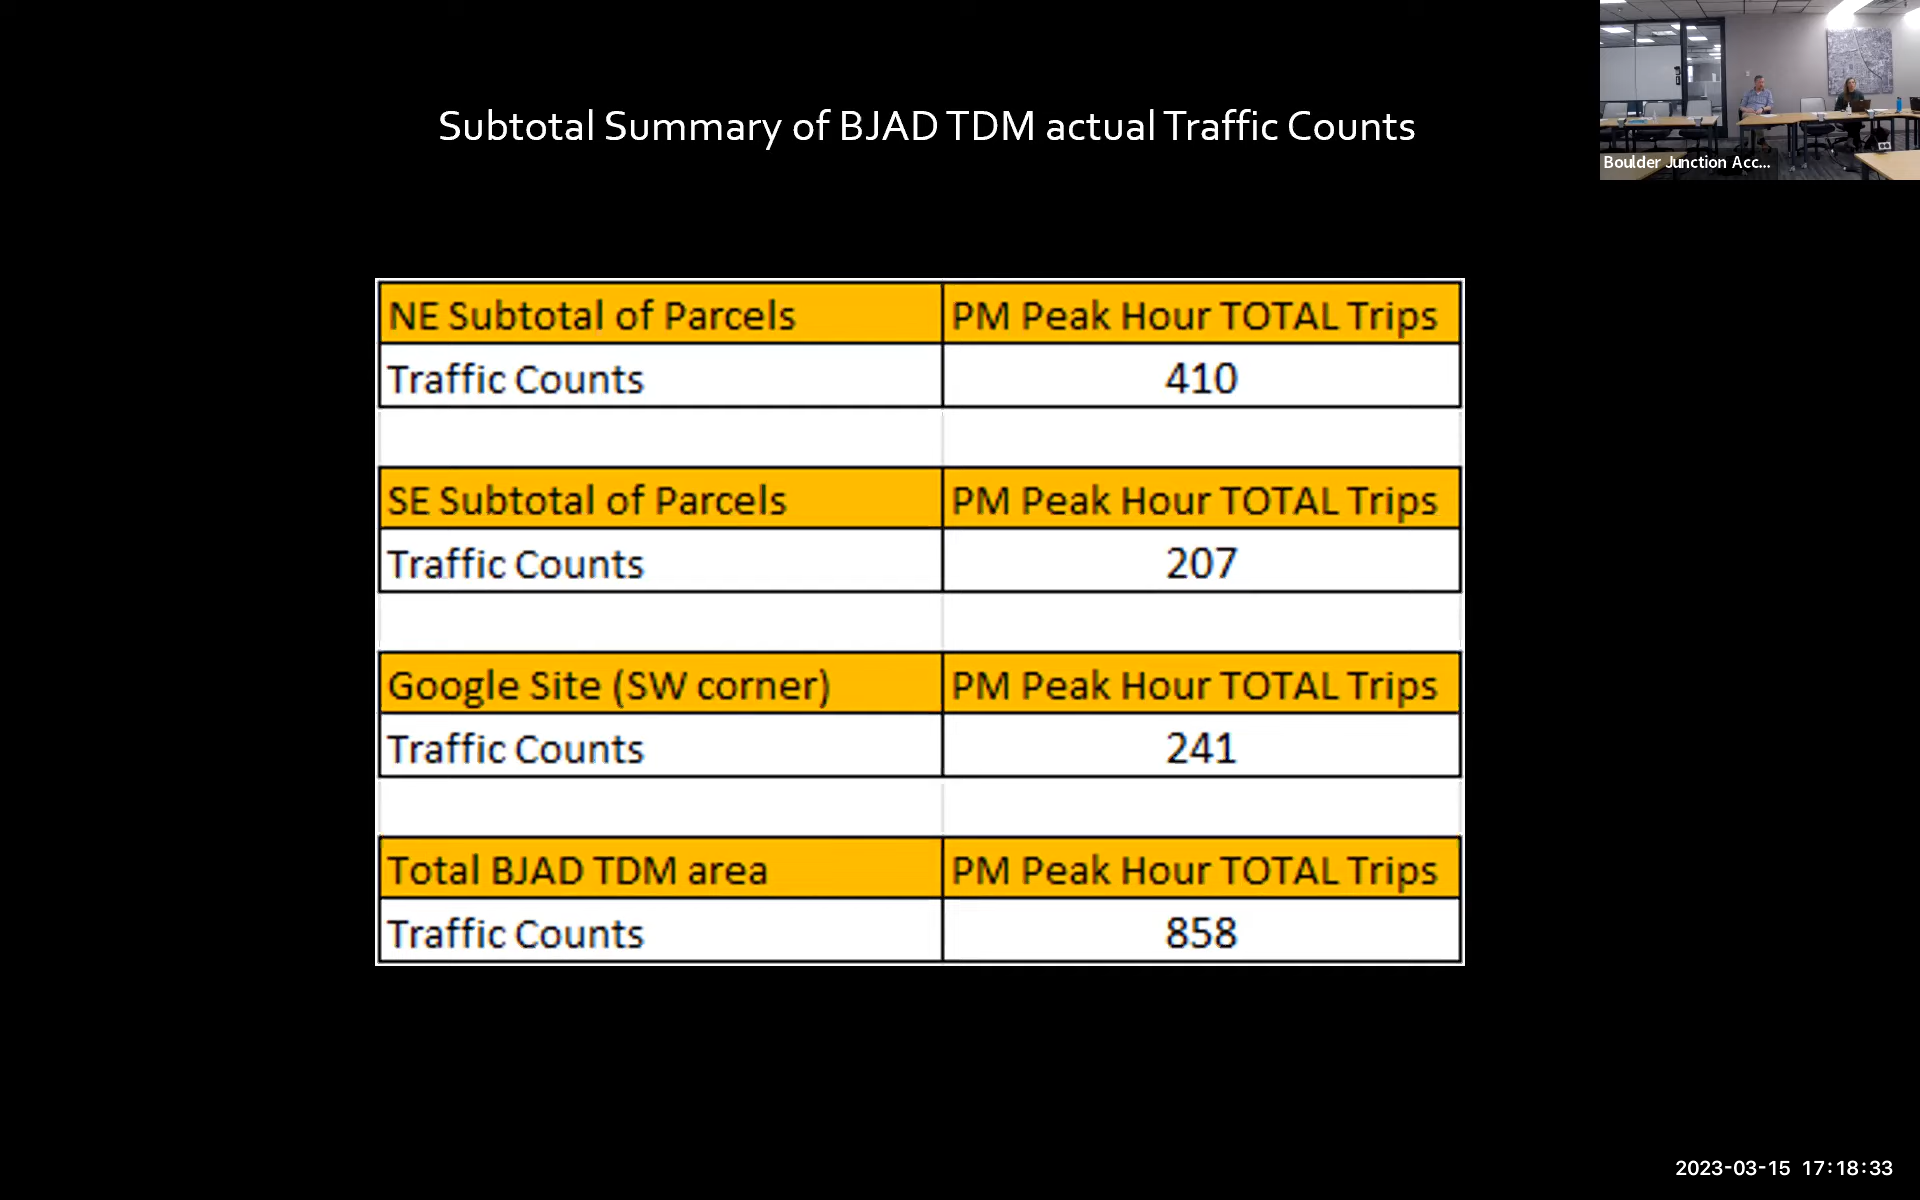 Subtotal Summary of BJAD TDM actual Traffic Counts
Boulder Junction Acc...
NE Subtotal of Parcels PM Peak Hour TOTAL Trips
Traffic Counts 410
SE Subtotal of Parcels PM Peak Hour TOTAL Trips
Traffic Counts 207
Google Site (SW corner) PM Peak Hour TOTAL Trips
Traffic Counts 241
Total BJAD TDM area PM Peak Hour TOTAL Trips
Traffic Counts 858
2023-03-15 17:18:33